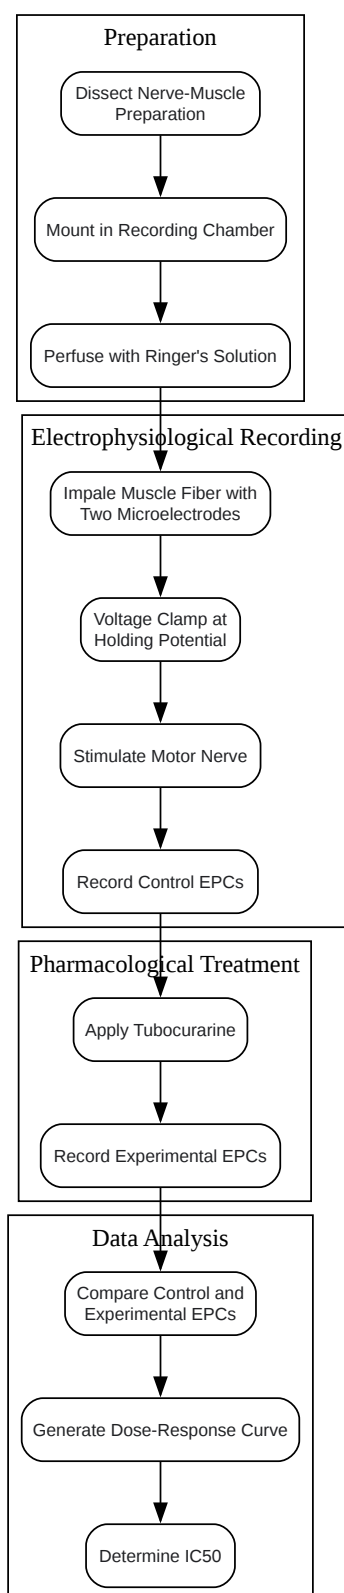 Preparation
Dissect Nerve-Muscle
Preparation
Mount in Recording Chamber
Perfuse with Ringer's Solution
Electrophysiological Recording
Impale Muscle Fiber with
Two Microelectrodes
Voltage Clamp at
Holding Potential
Stimulate Motor Nerve
Record Control EPCs
Pharmacological Treatment
Apply Tubocurarine
Record Experimental EPCs
Data Analysis
Compare Control and
Experimental EPCs
Generate Dose-Response Curve
Determine IC50